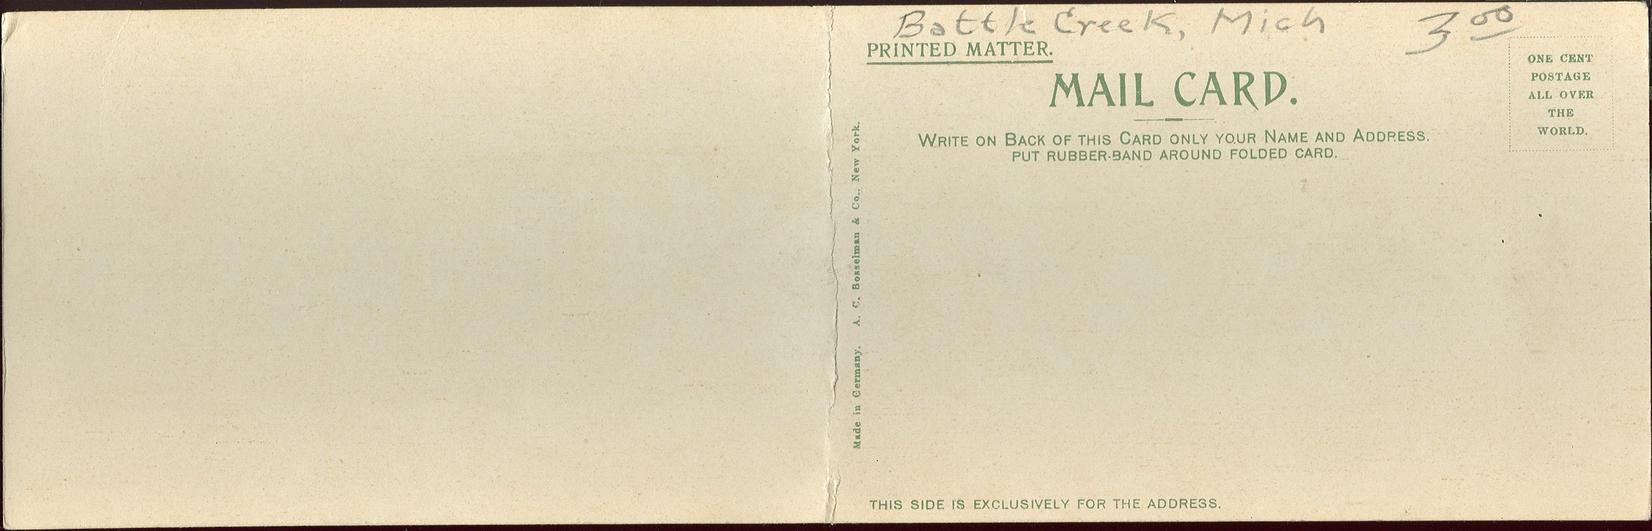 Battle Creek, Mich 3 00
PRINTED MATTER.
MAIL CARD.
WRITE ON BACK OF THIS CARD ONLY YOUR NAME AND ADDRESS.
PUT RUBBER-BAND AROUND FOLDED CARD.
ONE CENT
POSTAGE
ALL OVER
THE
WORLD.
Made in Germany. A. C. Bosselman & Co., New York.
THIS SIDE IS EXCLUSIVELY FOR THE ADDRESS.